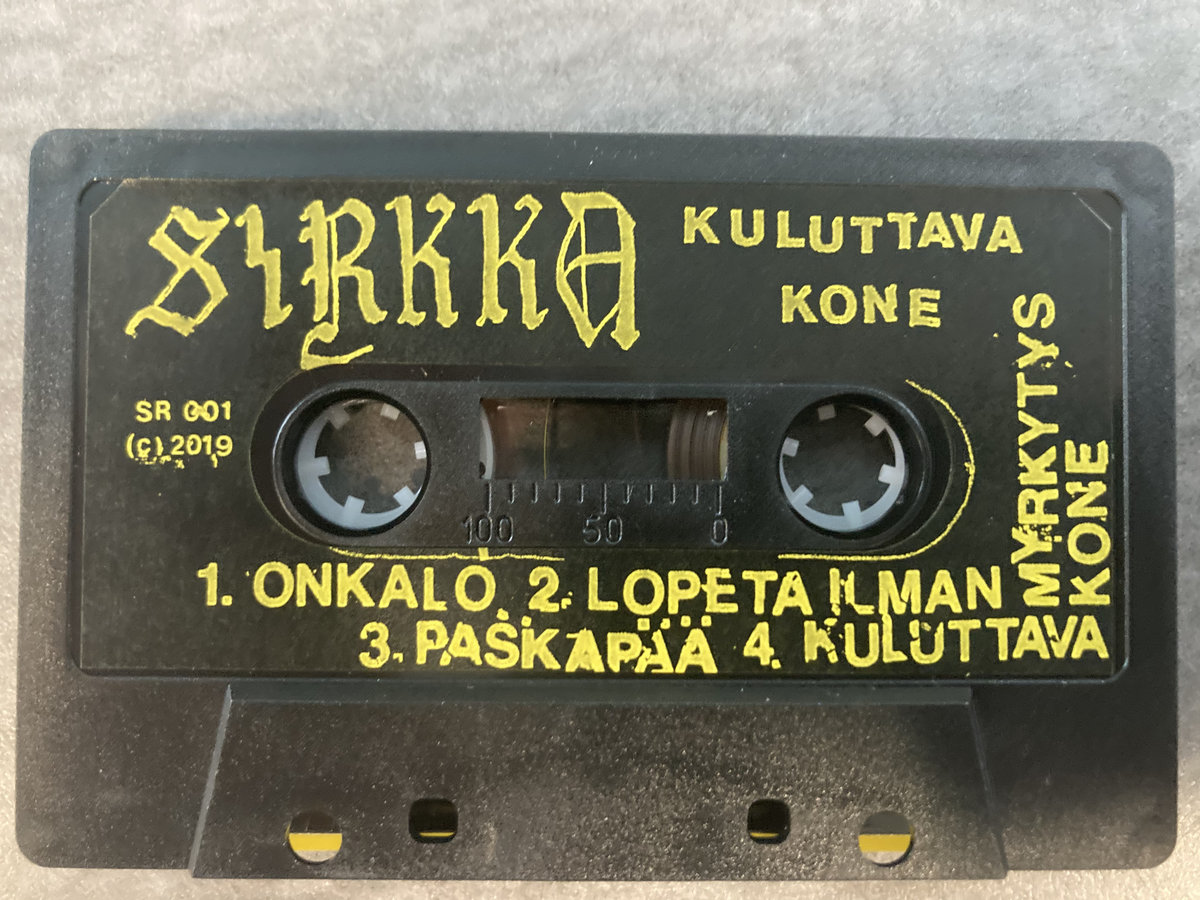 SIRKKA
KULUTTAVA
KONE
SR 001
(c) 2019
100 50 0
1. ONKALO 2. LOPETA ILMAN
3. PASKAPÄÄ 4. KULUTTAVA
KONE
MYRKYTYS